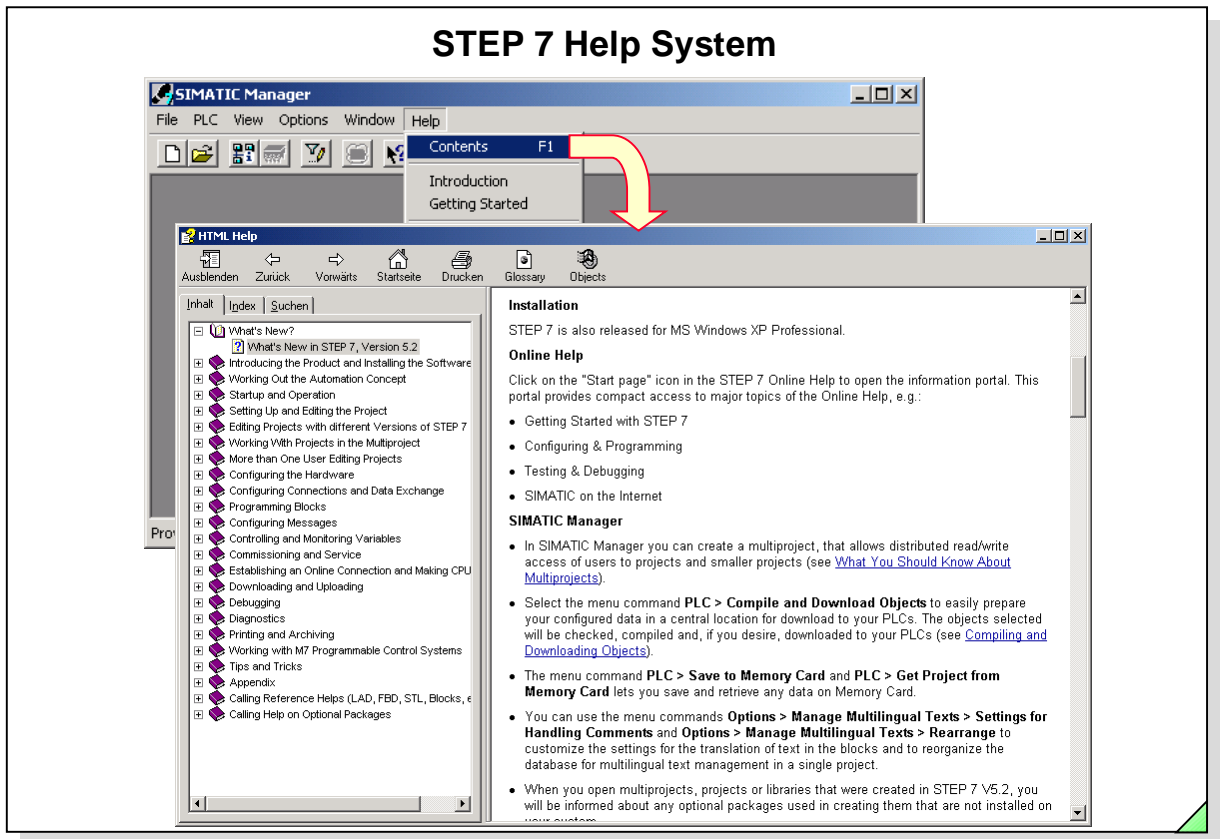 STEP 7 Help System
SIMATIC Manager
File PLC View Options Window Help
Contents F1
Introduction
Getting Started
HTML Help
Ausblenden Zurück Vorwärts Startseite Drucken Glossary Objects
Inhalt Index Suchen
What's New?
What's New in STEP 7, Version 5.2
Introducing the Product and Installing the Software
Working Out the Automation Concept
Startup and Operation
Setting Up and Editing the Project
Editing Projects with different Versions of STEP 7
Working With Projects in the Multiproject
More than One User Editing Projects
Configuring the Hardware
Configuring Connections and Data Exchange
Programming Blocks
Configuring Messages
Controlling and Monitoring Variables
Commissioning and Service
Establishing an Online Connection and Making CPU
Downloading and Uploading
Debugging
Diagnostics
Printing and Archiving
Working with M7 Programmable Control Systems
Tips and Tricks
Appendix
Calling Reference Helps (LAD, FBD, STL, Blocks, e
Calling Help on Optional Packages
Installation
STEP 7 is also released for MS Windows XP Professional.
Online Help
Click on the "Start page" icon in the STEP 7 Online Help to open the information portal. This
portal provides compact access to major topics of the Online Help, e.g.:
• Getting Started with STEP 7
• Configuring & Programming
• Testing & Debugging
• SIMATIC on the Internet
SIMATIC Manager
• In SIMATIC Manager you can create a multiproject, that allows distributed read/write
access of users to projects and smaller projects (see What You Should Know About
Multiprojects).
• Select the menu command PLC > Compile and Download Objects to easily prepare
your configured data in a central location for download to your PLCs. The objects selected
will be checked, compiled and, if you desire, downloaded to your PLCs (see Compiling and
Downloading Objects).
• The menu command PLC > Save to Memory Card and PLC > Get Project from
Memory Card lets you save and retrieve any data on Memory Card.
• You can use the menu commands Options > Manage Multilingual Texts > Settings for
Handling Comments and Options > Manage Multilingual Texts > Rearrange to
customize the settings for the translation of text in the blocks and to reorganize the
database for multilingual text management in a single project.
• When you open multiprojects, projects or libraries that were created in STEP 7 V5.2, you
will be informed about any optional packages used in creating them that are not installed on